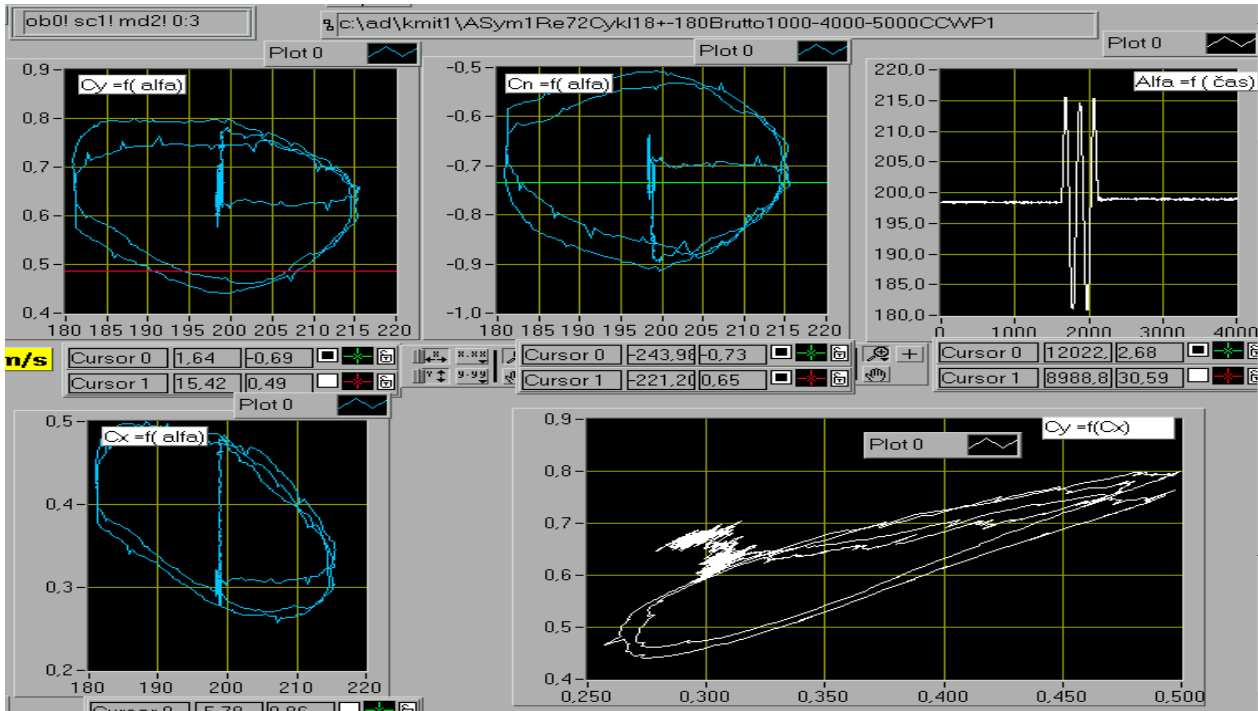 ob0! sc1! md2! 0:3
c:\ad\kmit1\ASym1Re72Cykl18+-180Brutto1000-4000-5000CCWP1
Plot 0
Cy =f( alfa)
0,9
0,8
0,7
0,6
0,5
0,4
180 185 190 195 200 205 210 215 220
Plot 0
Cn =f( alfa)
-0,5
-0,6
-0,7
-0,8
-0,9
-1,0
180 185 190 195 200 205 210 215 220
Plot 0
Alfa =f ( čas)
220,0
215,0
210,0
205,0
200,0
195,0
190,0
185,0
180,0
0 1000 2000 3000 4000
m/s
Cursor 0 1,64 -0,69
Cursor 1 15,42 0,49
X.XX
Y.YY
Cursor 0 -243,98 -0,73
Cursor 1 -221,20 0,65
Cursor 0 12022, 2,68
Cursor 1 8988,8 30,59
Plot 0
Cx =f( alfa)
0,5
0,4
0,3
0,2
180 190 200 210 220
Cy =f(Cx)
Plot 0
0,9
0,8
0,7
0,6
0,5
0,4
0,250 0,300 0,350 0,400 0,450 0,500